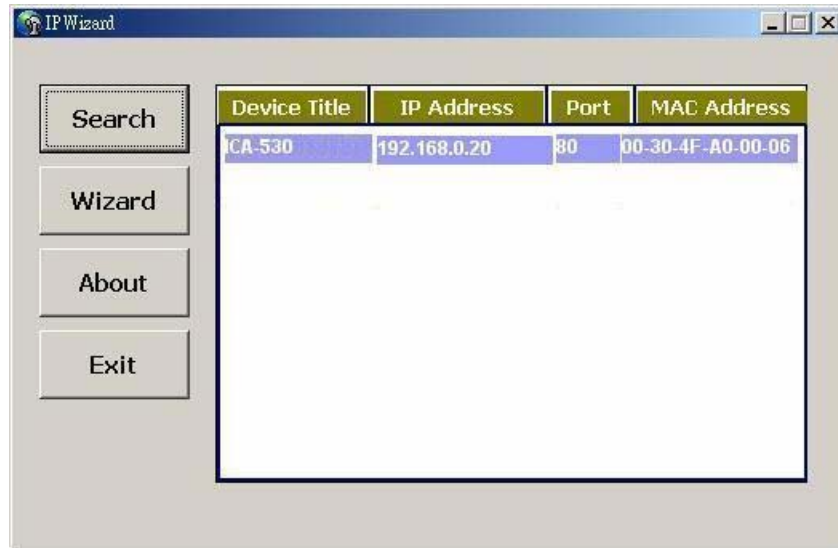 IP Wizard
Search
Wizard
About
Exit
Device Title IP Address Port MAC Address
ICA-530 192.168.0.20 80 00-30-4F-A0-00-06